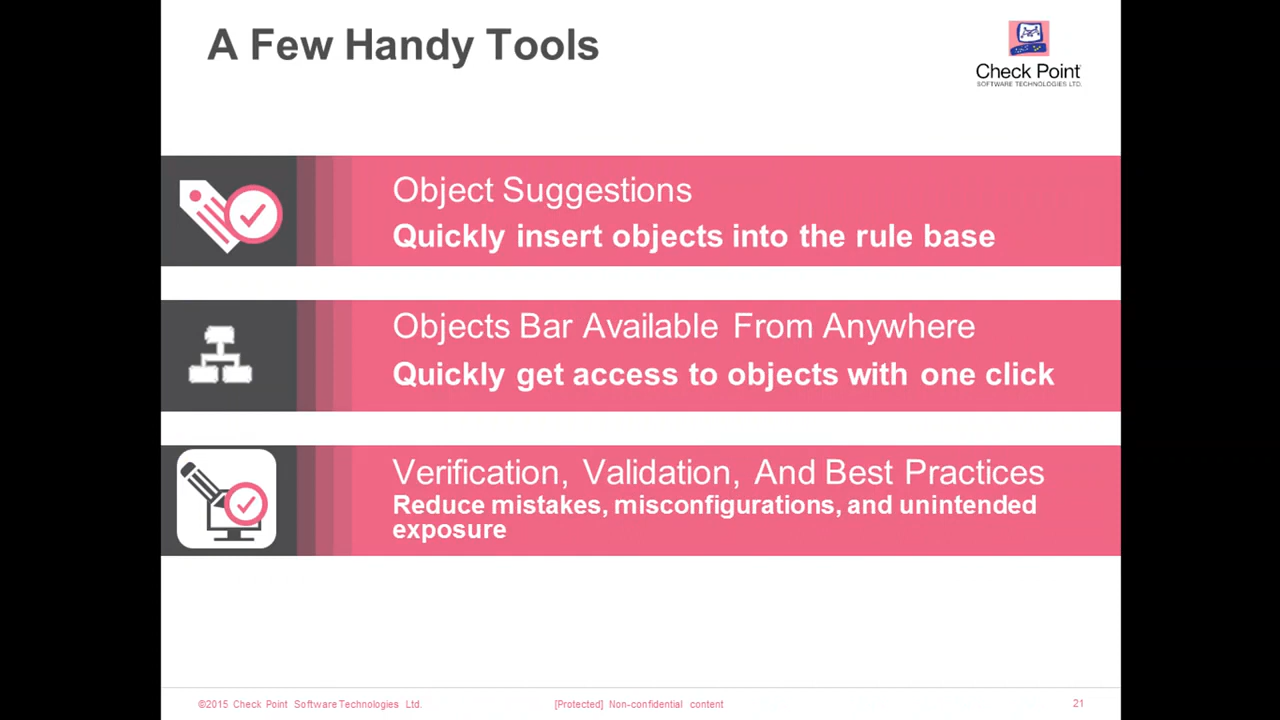 A Few Handy Tools
Check Point
SOFTWARE TECHNOLOGIES LTD.
Object Suggestions
Quickly insert objects into the rule base
Objects Bar Available From Anywhere
Quickly get access to objects with one click
Verification, Validation, And Best Practices
Reduce mistakes, misconfigurations, and unintended
exposure
©2015 Check Point Software Technologies Ltd.
[Protected] Non-confidential content
21